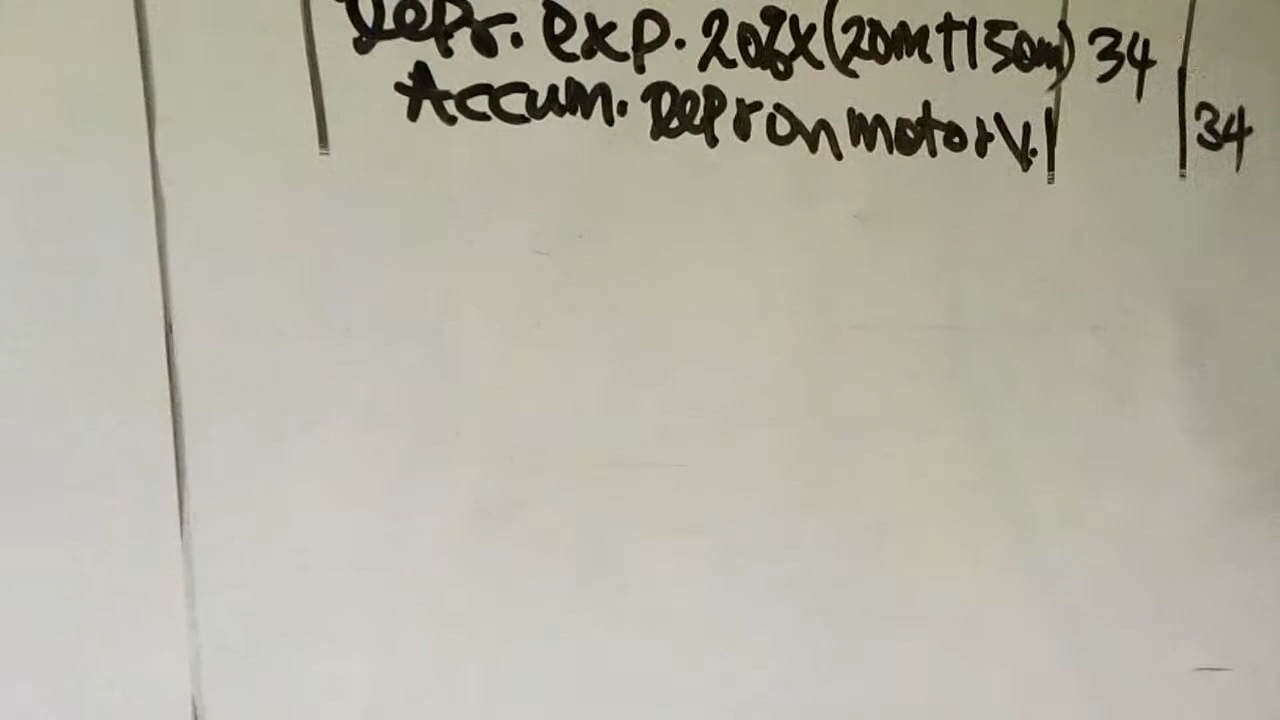 Depr. exp. 20%x(20m+150m) 34
Accum. Depr on motor V. 34